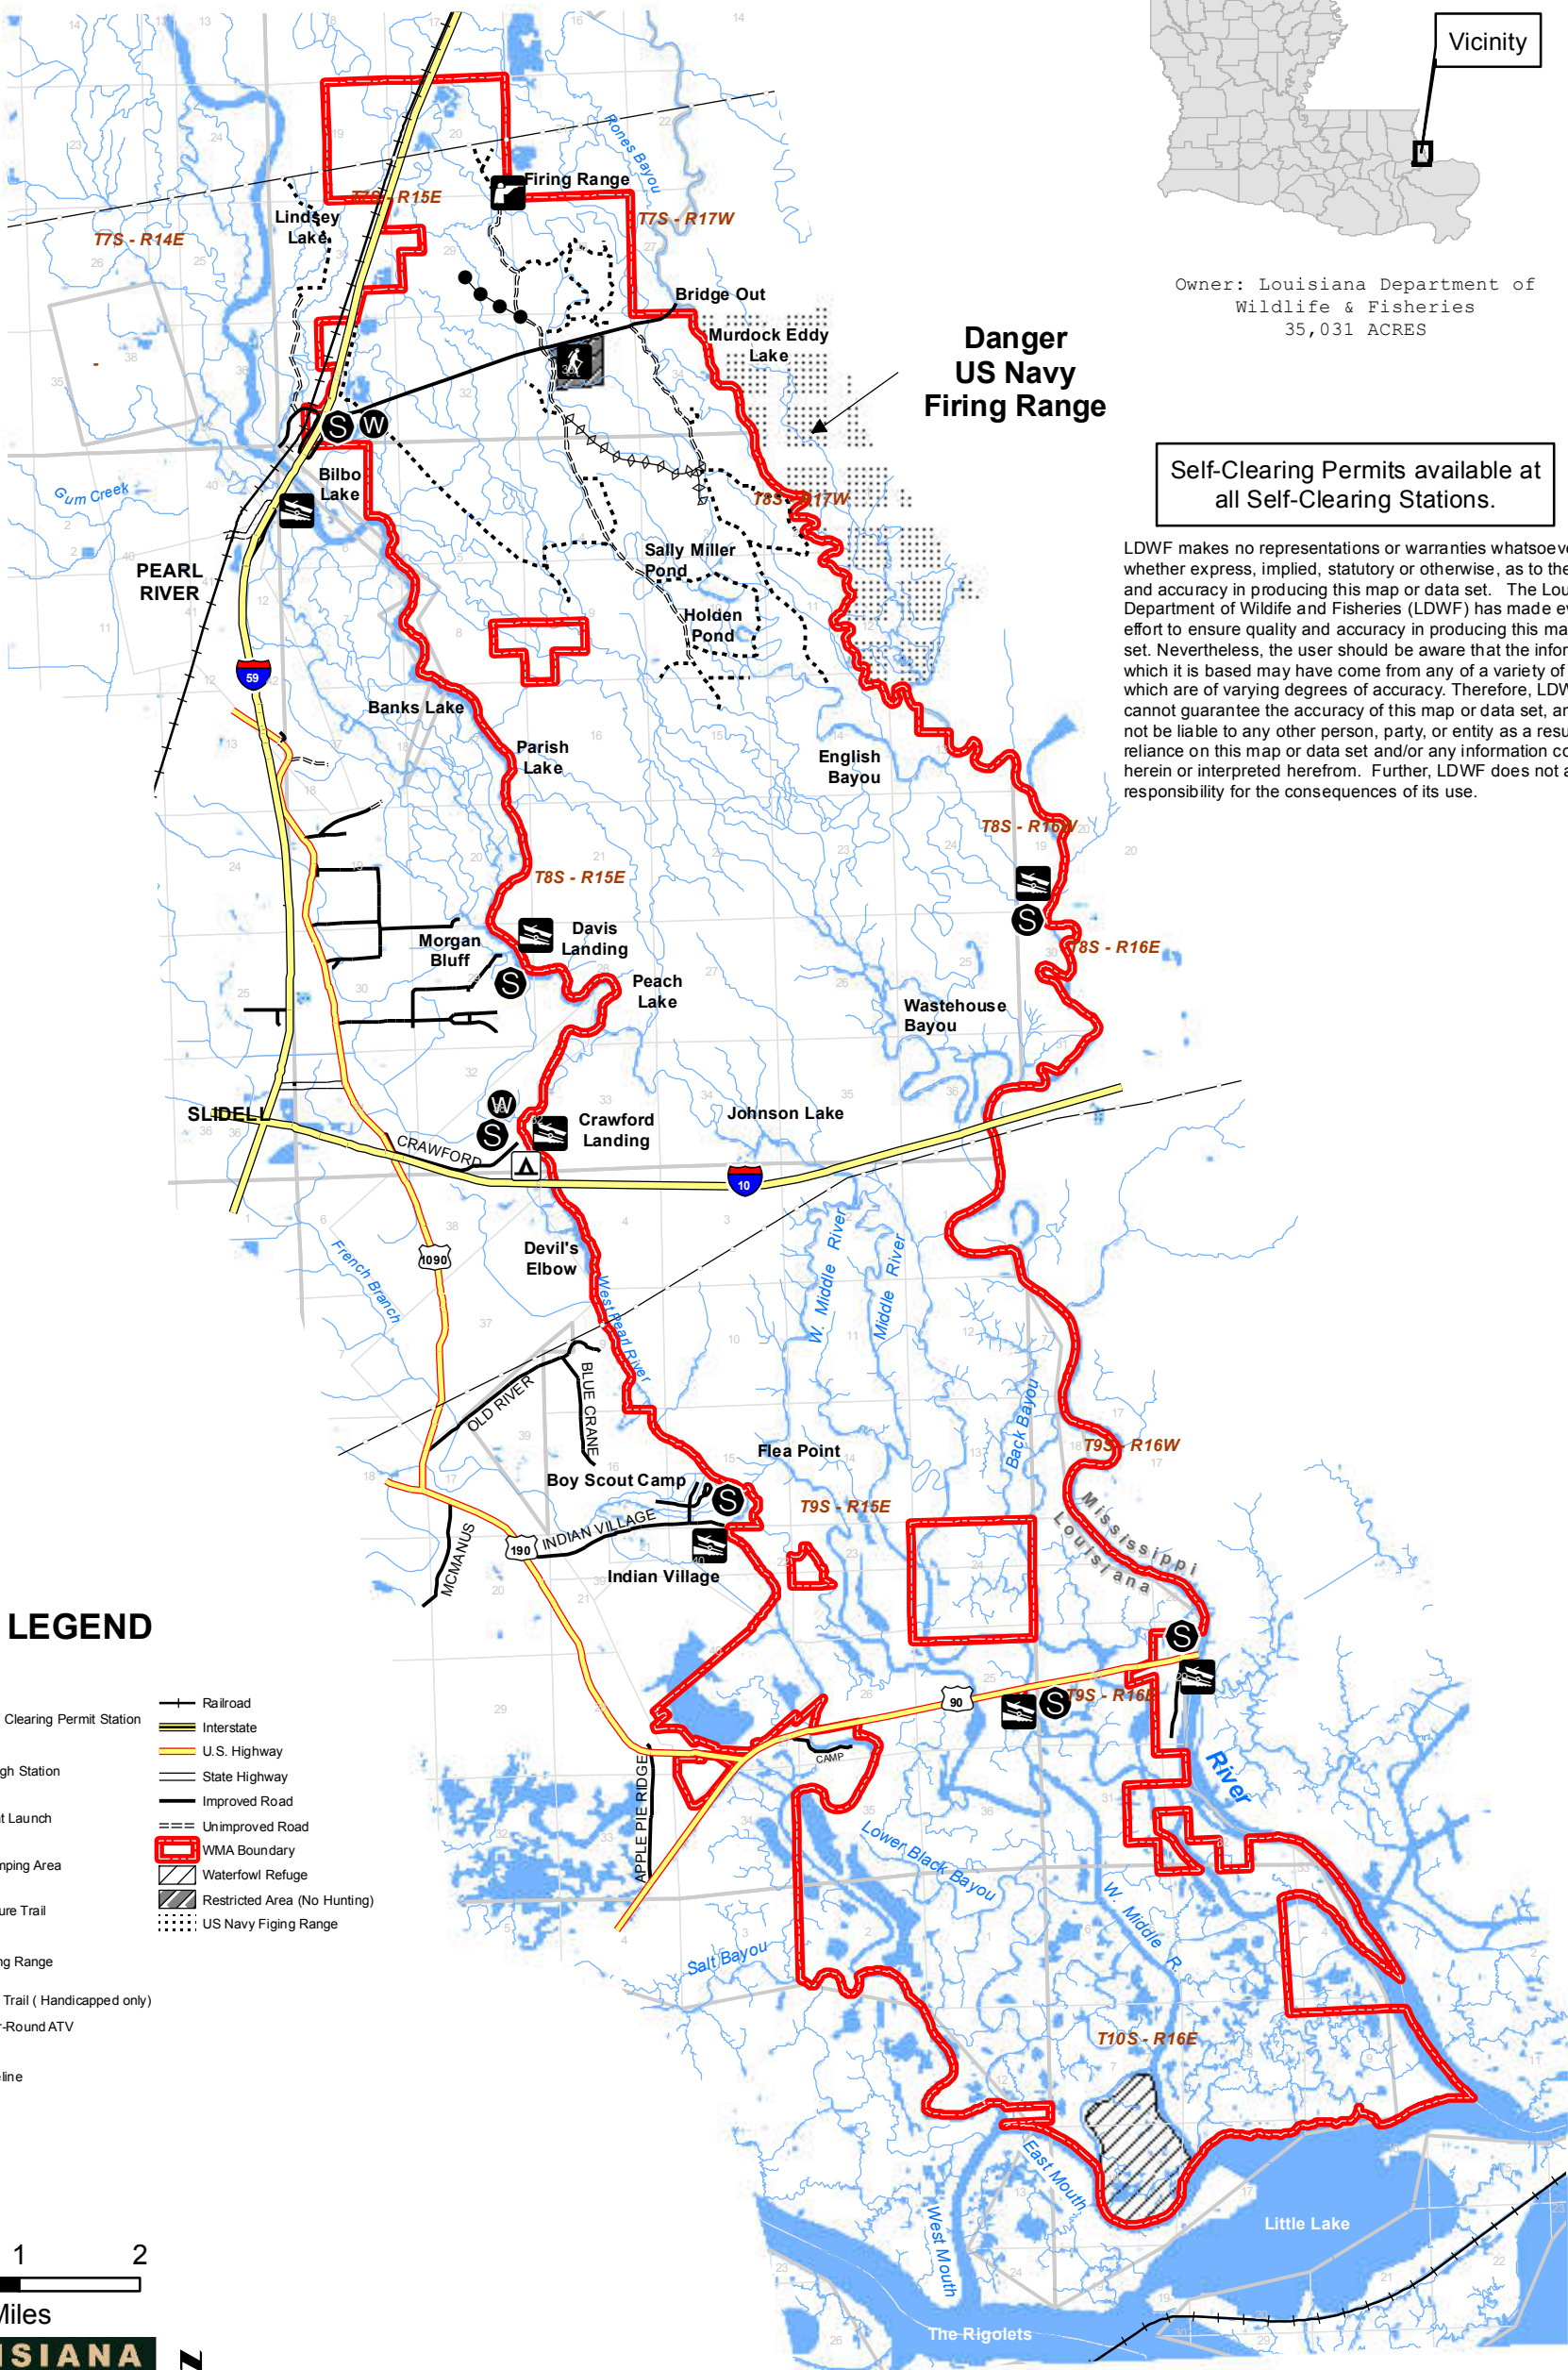 Vicinity
Owner: Louisiana Department of
Wildlife & Fisheries
35,031 ACRES
Danger
US Navy
Firing Range
Self-Clearing Permits available at
all Self-Clearing Stations.
LDWF makes no representations or warranties whatsoeve
whether express, implied, statutory or otherwise, as to the
and accuracy in producing this map or data set. The Lou
Department of Wildife and Fisheries (LDWF) has made e
effort to ensure quality and accuracy in producing this ma
set. Nevertheless, the user should be aware that the infor
which it is based may have come from any of a variety of
which are of varying degrees of accuracy. Therefore, LDW
cannot guarantee the accuracy of this map or data set, an
not be liable to any other person, party, or entity as a resu
reliance on this map or data set and/or any information co
herein or interpreted herefrom. Further, LDWF does not a
responsibility for the consequences of its use.
Rones Bayou
Firing Range
T7S - R15E
Lindsey
Lake
T7S - R17W
T7S - R14E
Bridge Out
Murdock Eddy
Lake
S
W
Bilbo
Lake
Gum Creek
T8S - R17W
PEARL
RIVER
Sally Miller
Pond
Holden
Pond
59
Banks Lake
Parish
Lake
English
Bayou
T8S - R16W
T8S - R15E
S
Davis
Landing
Morgan
Bluff
T8S - R16E
S
Peach
Lake
Wastehouse
Bayou
W
S
SLIDELL
Crawford
Landing
Johnson Lake
CRAWFORD
10
W. Middle River
Middle River
Devil's
Elbow
1090
French Branch
West Pearl River
BLUE CRANE
OLD RIVER
Back Bayou
T9S - R16W
Flea Point
Boy Scout Camp
S
T9S - R15E
Mississippi
Louisiana
INDIAN VILLAGE
190
MCMANUS
Indian Village
S
90
S
T9S - R16E
CAMP
APPLE PIE RIDGE
River
Lower Black Bayou
W. Middle R.
Salt Bayou
T10S - R16E
East Mouth
West Mouth
Little Lake
The Rigolets
LEGEND
Clearing Permit Station
gh Station
t Launch
mping Area
ure Trail
ng Range
Trail ( Handicapped only)
r-Round ATV
line
Railroad
Interstate
U.S. Highway
State Highway
Improved Road
Unimproved Road
WMA Boundary
Waterfowl Refuge
Restricted Area (No Hunting)
US Navy Figing Range
1 2
Miles
ISIANA